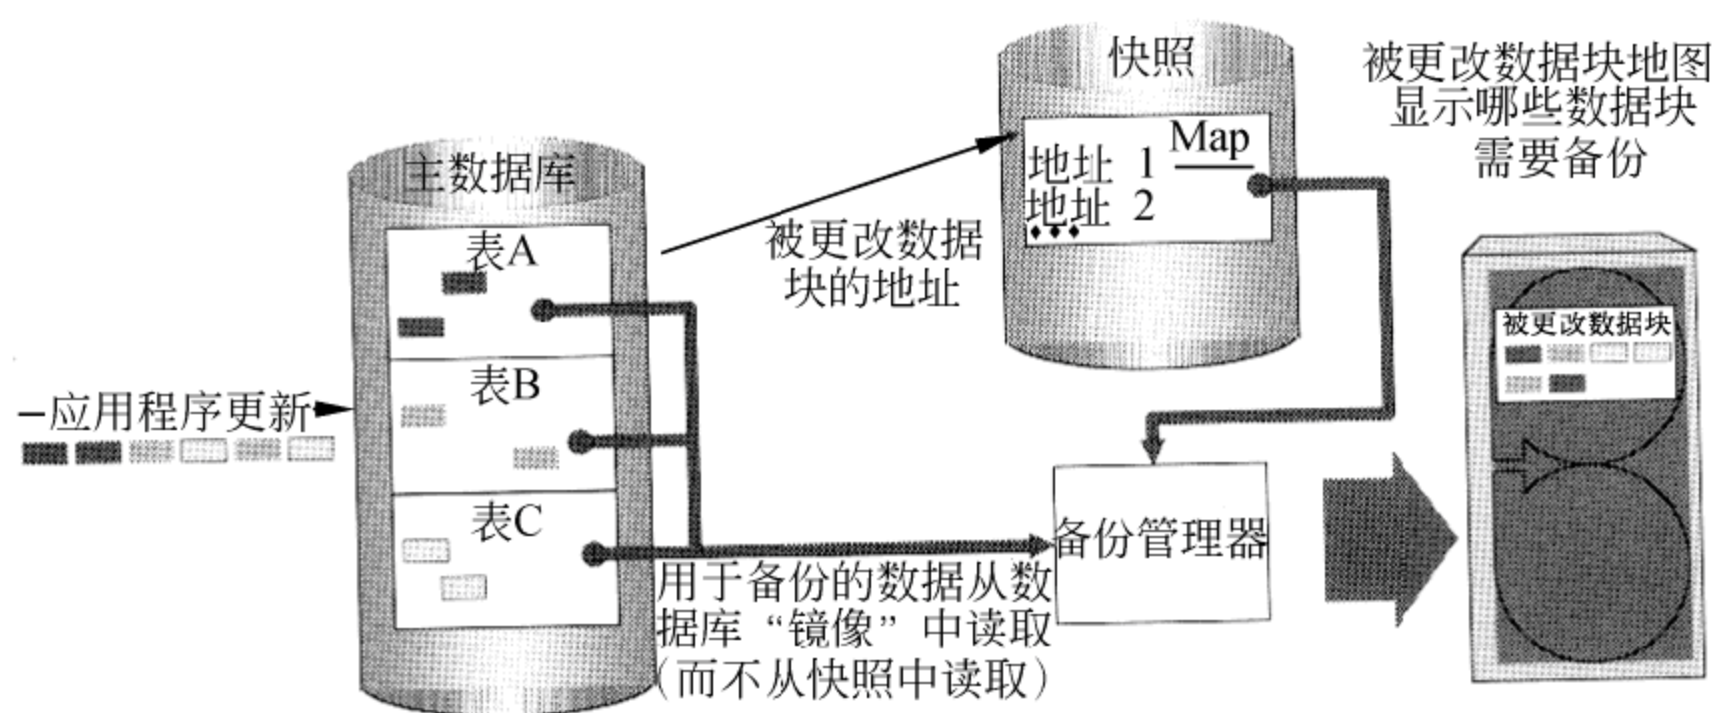 快照
被更改数据块地图
显示哪些数据块
需要备份
Map
地址 1
地址 2
主数据库
被更改数据
块的地址
表A
被更改数据块
表B
—应用程序更新
表C
备份管理器
用于备份的数据从数
据库“镜像”中读取
（而不从快照中读取）